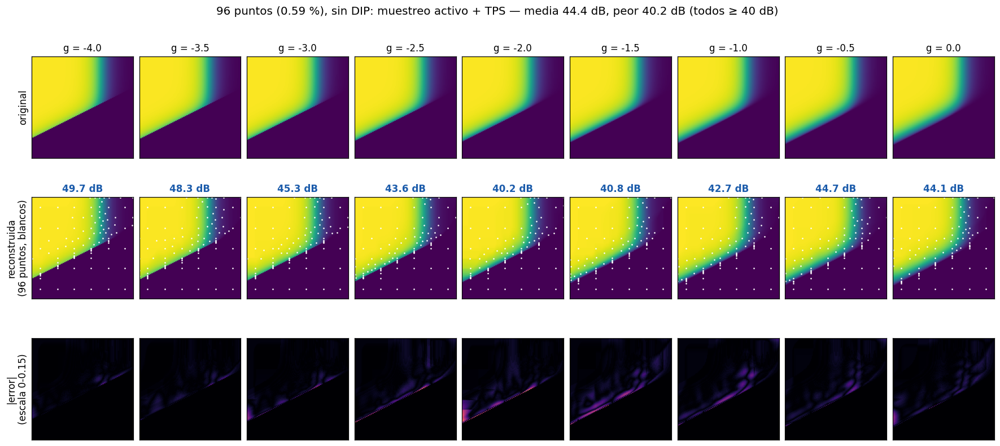 96 puntos (0.59 %), sin DIP: muestreo activo + TPS — media 44.4 dB, peor 40.2 dB (todos ≥ 40 dB)
g = -4.0
g = -3.5
g = -3.0
g = -2.5
g = -2.0
g = -1.5
g = -1.0
g = -0.5
g = 0.0
original
49.7 dB
48.3 dB
45.3 dB
43.6 dB
40.2 dB
40.8 dB
42.7 dB
44.7 dB
44.1 dB
reconstruida
(96 puntos, blancos)
|error|
(escala 0-0.15)